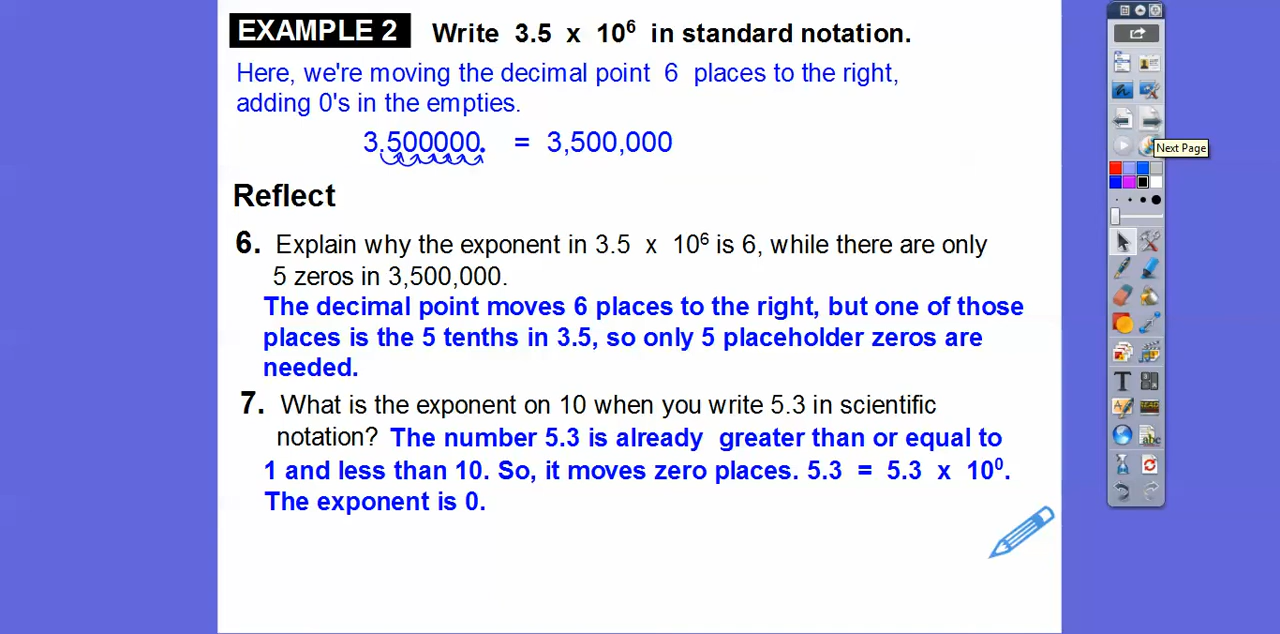 EXAMPLE 2 Write 3.5 x 10⁶ in standard notation.
Here, we're moving the decimal point 6 places to the right,
adding 0's in the empties.
3.500000. = 3,500,000
Next Page
Reflect
6. Explain why the exponent in 3.5 x 10⁶ is 6, while there are only
5 zeros in 3,500,000.
The decimal point moves 6 places to the right, but one of those
places is the 5 tenths in 3.5, so only 5 placeholder zeros are
needed.
7. What is the exponent on 10 when you write 5.3 in scientific
notation? The number 5.3 is already greater than or equal to
1 and less than 10. So, it moves zero places. 5.3 = 5.3 x 10⁰.
The exponent is 0.